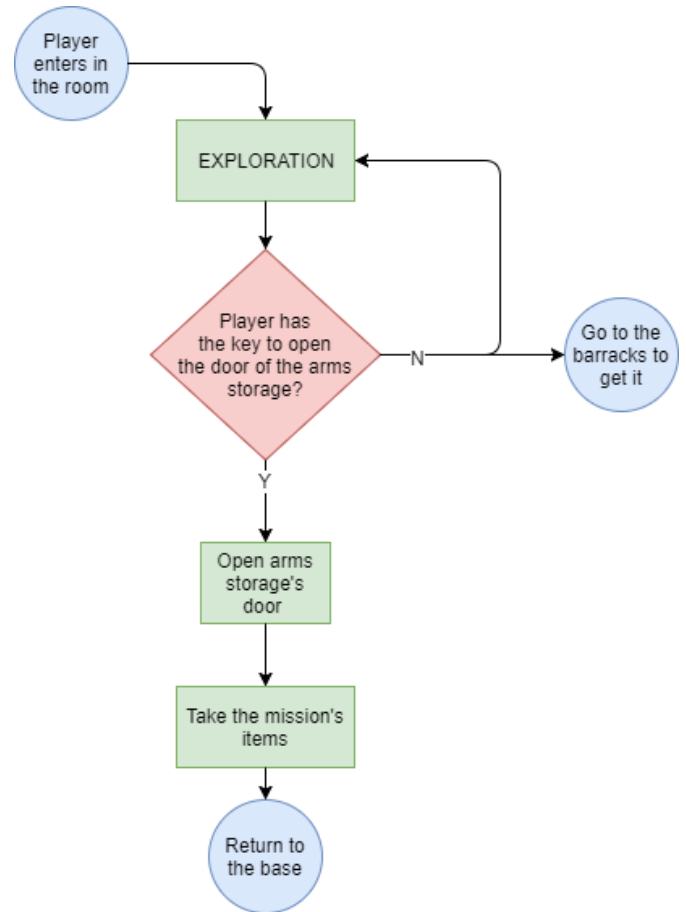 Player
enters in
the room
EXPLORATION
Player has
the key to open
the door of the arms
storage?
N
Go to the
barracks to
get it
Y
Open arms
storage's
door
Take the mission's
items
Return to
the base